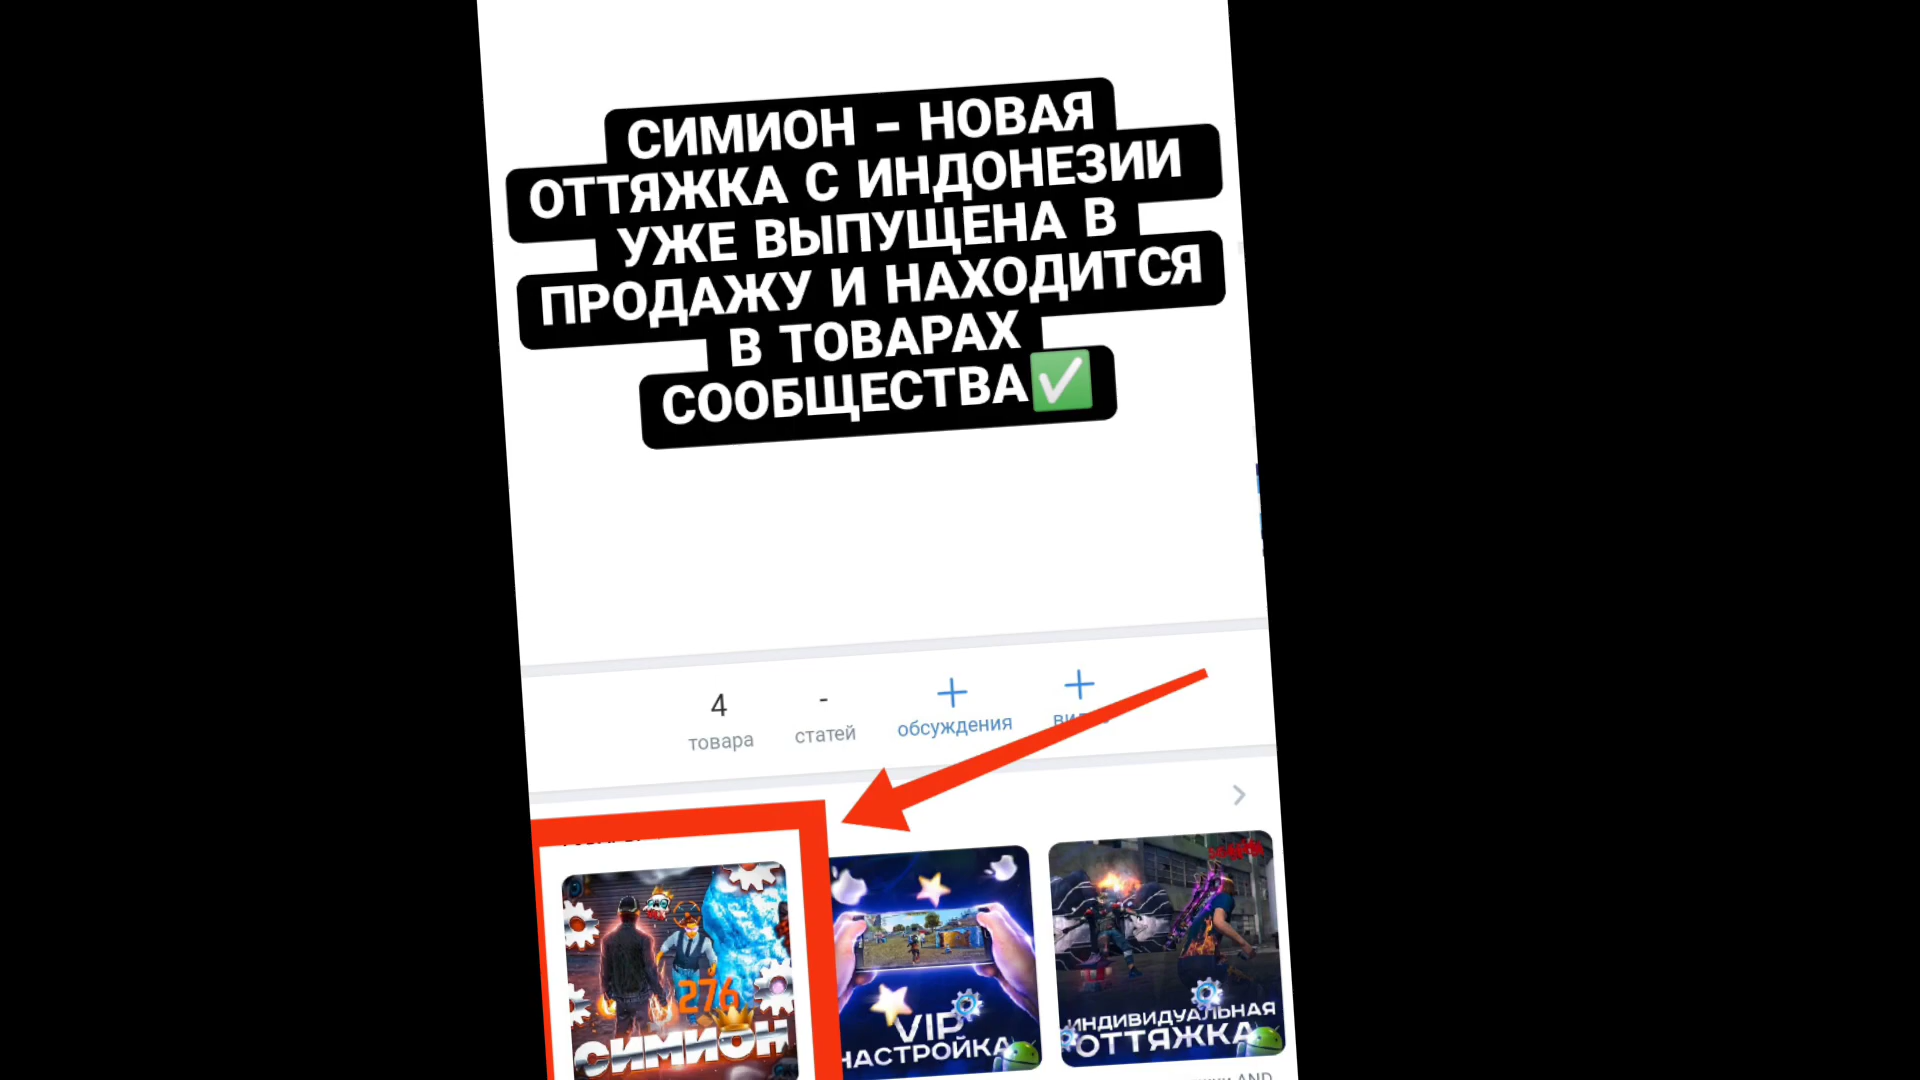 СИМИОН - НОВАЯ
ОТТЯЖКА С ИНДОНЕЗИИ
УЖЕ ВЫПУЩЕНА В
ПРОДАЖУ И НАХОДИТСЯ
В ТОВАРАХ
СООБЩЕСТВА✅
4
товара
-
статей
обсуждения
276
СИМИОН
VIP
НАСТРОЙКА
ИНДИВИДУАЛЬНАЯ
ОТТЯЖКА
AND